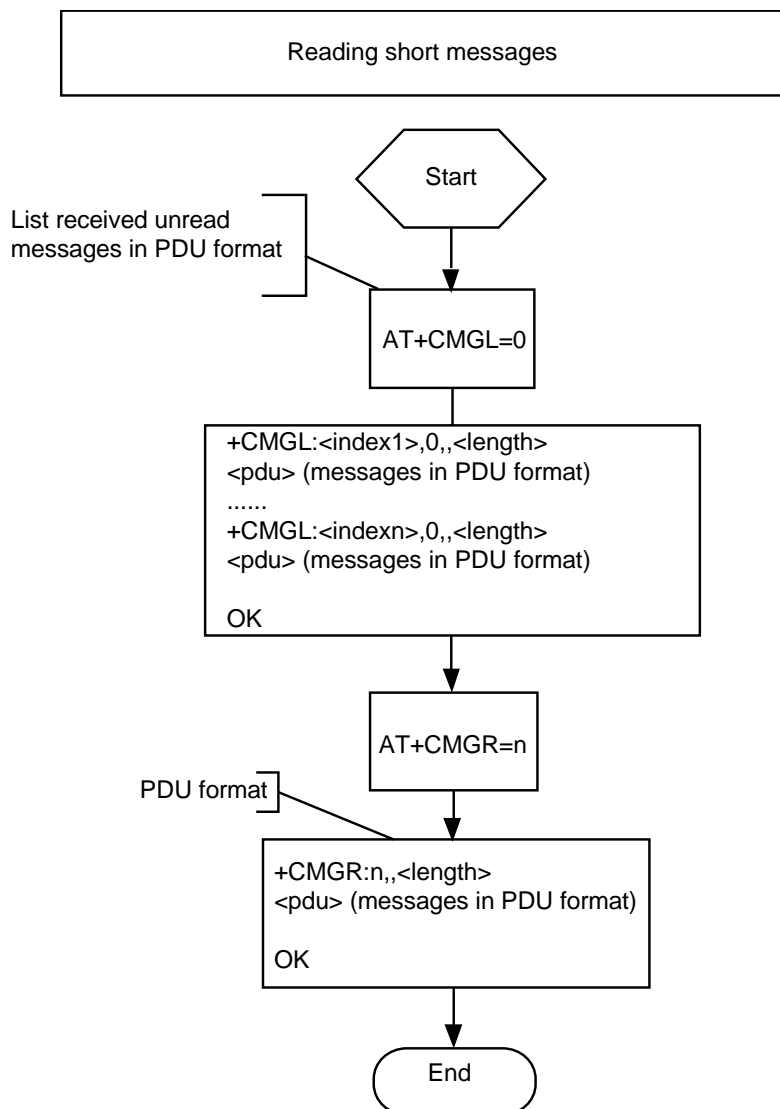 Reading short messages
Start
List received unread
messages in PDU format
AT+CMGL=0
+CMGL:<index1>,0,,<length>
<pdu> (messages in PDU format)
......
+CMGL:<indexn>,0,,<length>
<pdu> (messages in PDU format)
OK
AT+CMGR=n
PDU format
+CMGR:n,,<length>
<pdu> (messages in PDU format)
OK
End